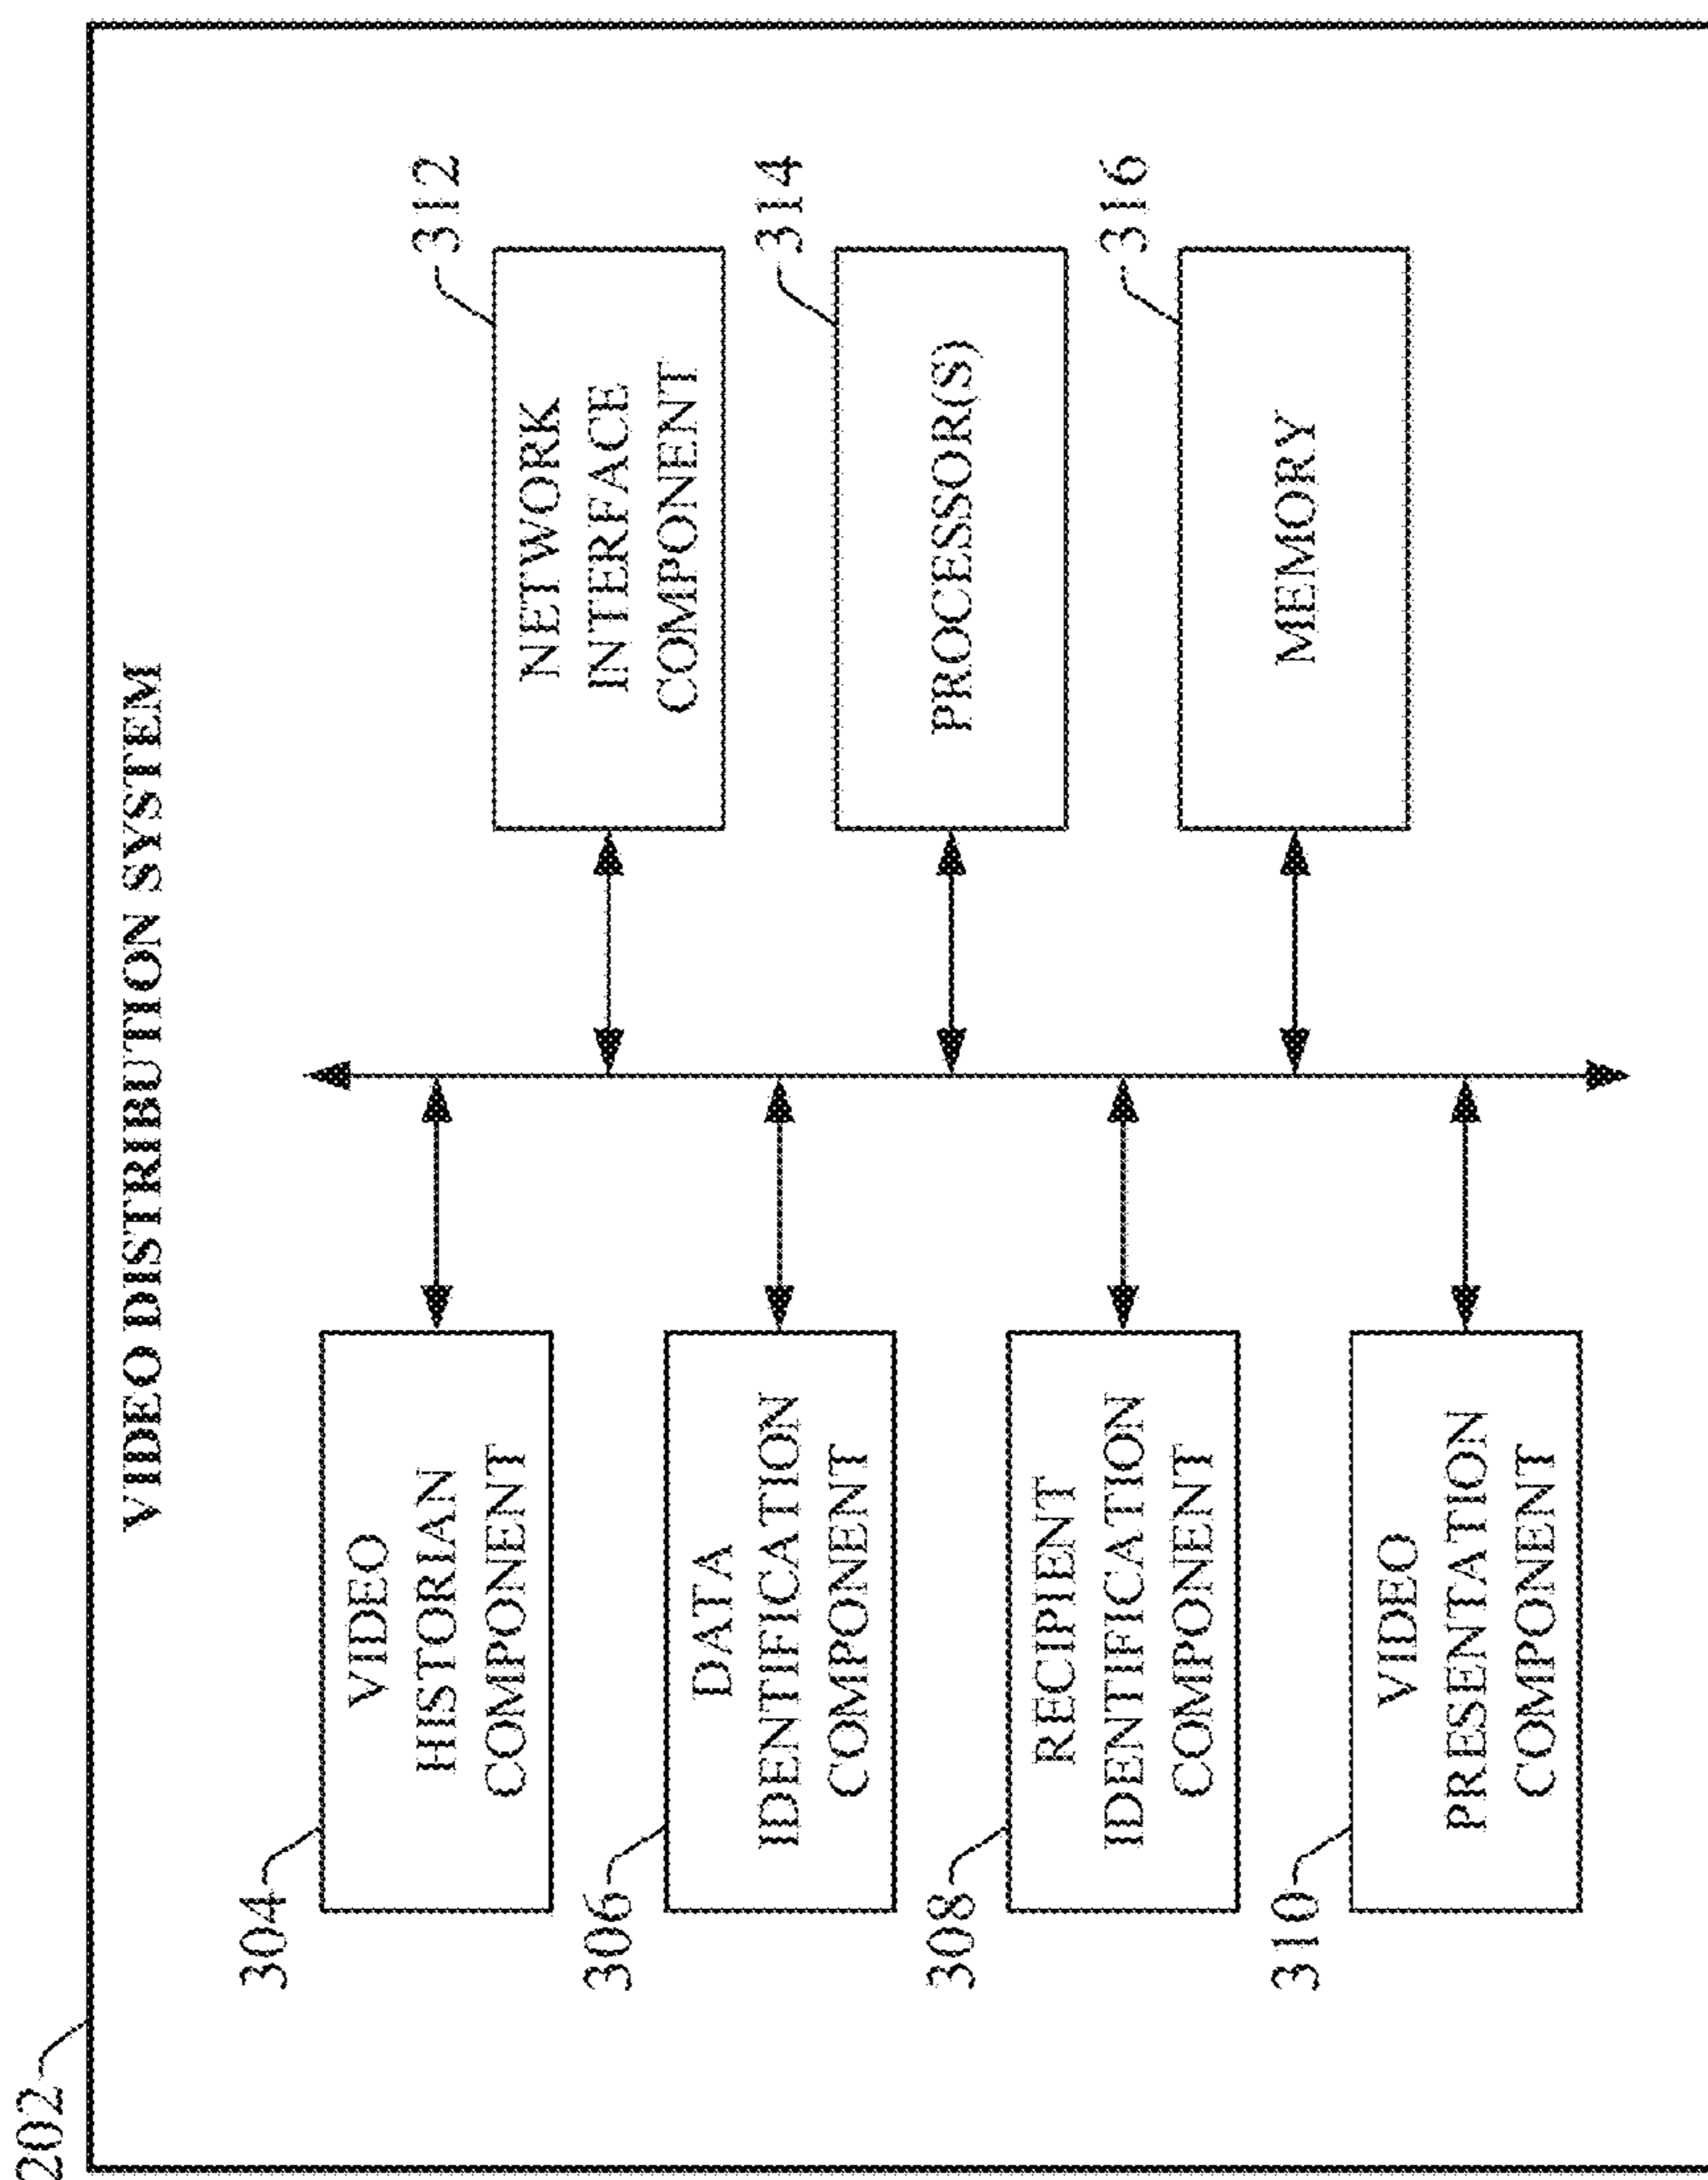 202
VIDEO DISTRIBUTION SYSTEM
304
VIDEO
HISTORIAN
COMPONENT
306
DATA
IDENTIFICATION
COMPONENT
308
RECIPIENT
IDENTIFICATION
COMPONENT
310
VIDEO
PRESENTATION
COMPONENT
312
NETWORK
INTERFACE
COMPONENT
314
PROCESSOR(S)
316
MEMORY